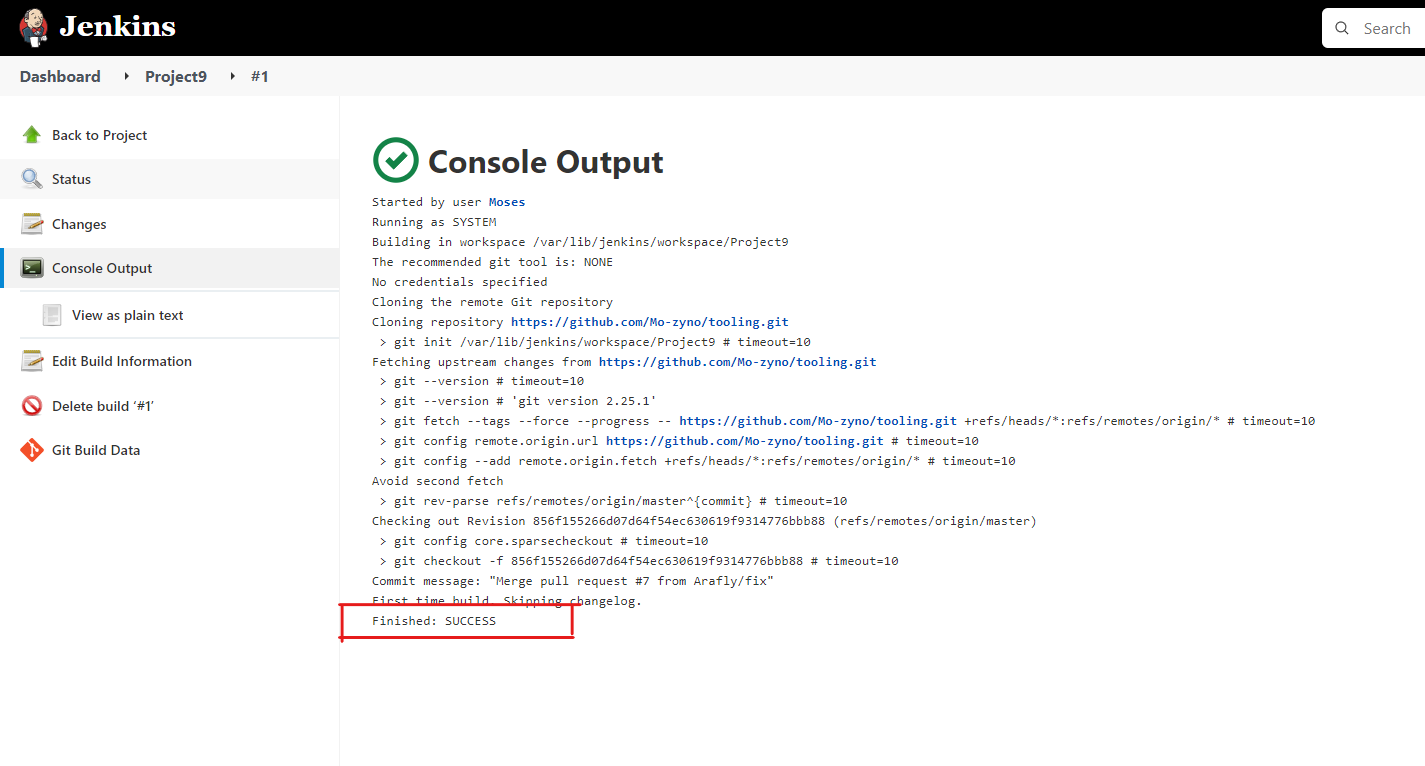 Jenkins
Search
Dashboard Project9 #1
Back to Project
Status
Changes
Console Output
View as plain text
Edit Build Information
Delete build ‘#1’
Git Build Data
Console Output
Started by user Moses
Running as SYSTEM
Building in workspace /var/lib/jenkins/workspace/Project9
The recommended git tool is: NONE
No credentials specified
Cloning the remote Git repository
Cloning repository https://github.com/Mo-zyno/tooling.git
> git init /var/lib/jenkins/workspace/Project9 # timeout=10
Fetching upstream changes from https://github.com/Mo-zyno/tooling.git
> git --version # timeout=10
> git --version # 'git version 2.25.1'
> git fetch --tags --force --progress -- https://github.com/Mo-zyno/tooling.git +refs/heads/*:refs/remotes/origin/* # timeout=10
> git config remote.origin.url https://github.com/Mo-zyno/tooling.git # timeout=10
> git config --add remote.origin.fetch +refs/heads/*:refs/remotes/origin/* # timeout=10
Avoid second fetch
> git rev-parse refs/remotes/origin/master^{commit} # timeout=10
Checking out Revision 856f155266d07d64f54ec630619f9314776bbb88 (refs/remotes/origin/master)
> git config core.sparsecheckout # timeout=10
> git checkout -f 856f155266d07d64f54ec630619f9314776bbb88 # timeout=10
Commit message: "Merge pull request #7 from Arafly/fix"
First time build. Skipping changelog.
Finished: SUCCESS